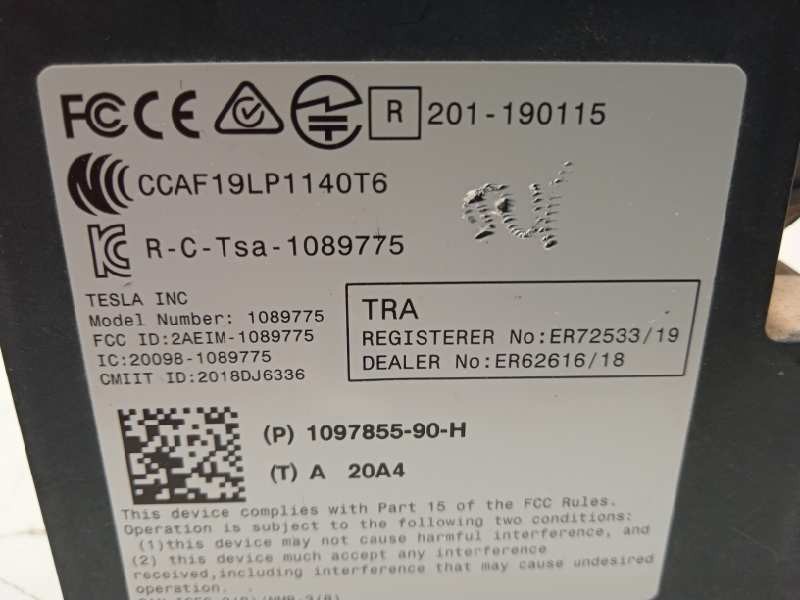 FC CE R 201-190115
CCAF19LP1140T6
KC R-C-Tsa-1089775
TESLA INC
Model Number: 1089775
FCC ID:2AEIM-1089775
IC:20098-1089775
CMIIT ID:2018DJ6336
TRA
REGISTERER No:ER72533/19
DEALER No:ER62616/18
(P) 1097855-90-H
(T) A 20A4
This device complies with Part 15 of the FCC Rules.
Operation is subject to the following two conditions:
(1)this device may not cause harmful interference, and
(2) this device much accept any interference
received,including interference that may cause undesired
operation.